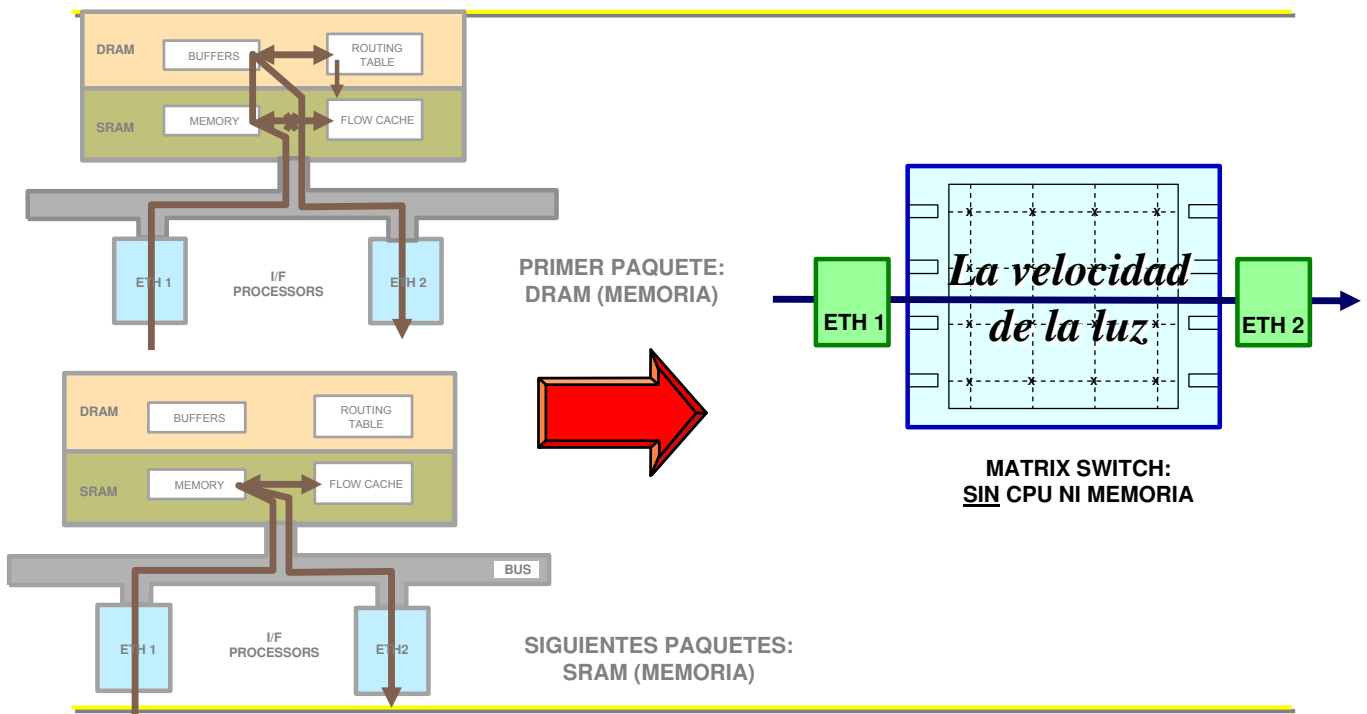 DRAM
BUFFERS
ROUTING
TABLE
SRAM
MEMORY
FLOW CACHE
ETH 1
I/F
PROCESSORS
ETH 2
PRIMER PAQUETE:
DRAM (MEMORIA)
DRAM
BUFFERS
ROUTING
TABLE
SRAM
MEMORY
FLOW CACHE
BUS
ETH 1
I/F
PROCESSORS
ETH2
SIGUIENTES PAQUETES:
SRAM (MEMORIA)
x x x x
x x x x
x x x x
x x x x
La velocidad
de la luz
ETH 1
ETH 2
MATRIX SWITCH:
SIN CPU NI MEMORIA